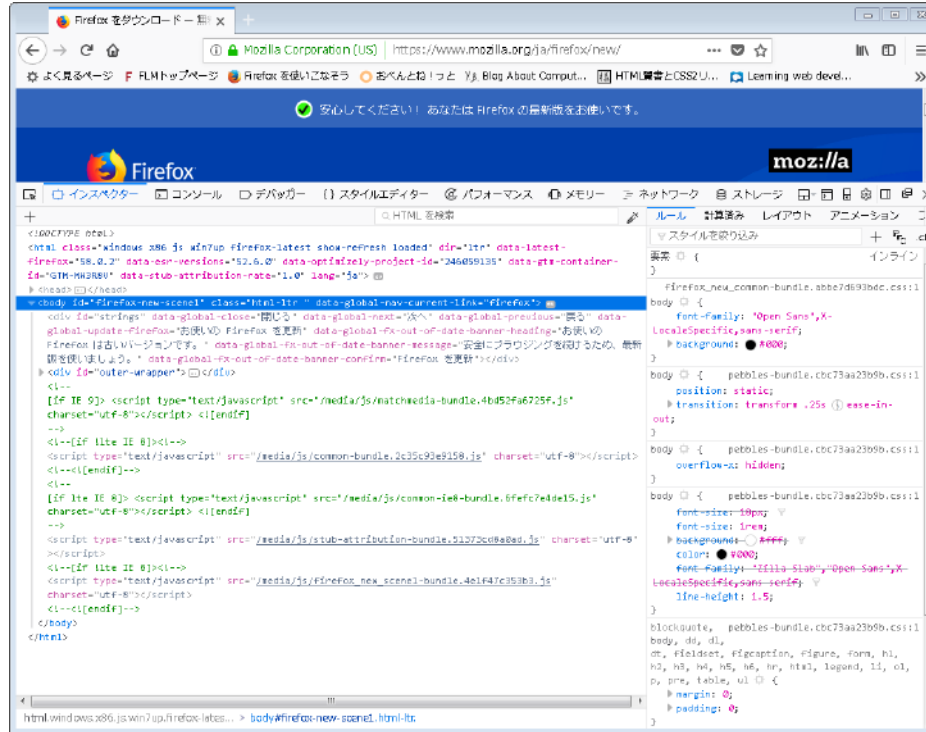 Firefox をダウンロード — 無
Mozilla Corporation (US) https://www.mozilla.org/ja/firefox/new/
よく見るページ FLMトップページ Firefox を使いこなそう おべんとね!っと Blog About Comput... HTML賢書とCSS2リ... Learning web devel...
安心してください! あなたは Firefox の最新版をお使いです。
Firefox moz://a
インスペクター コンソール デバッガー {} スタイルエディター パフォーマンス メモリー ネットワーク ストレージ
HTML を検索
ルール 計算済み レイアウト アニメーション
<!DOCTYPE html>
<html class="windows x86 js win7up firefox-latest show-refresh loaded" dir="ltr" data-latest-
firefox="58.0.2" data-esr-versions="52.6.0" data-optimizely-project-id="246059135" data-gtm-container-
lang="ja">
<head></head>
<body id="firefox-new-scene1" class="html-ltr " data-global-nav-current-link="firefox">
<div id="strings" data-global-close="閉じる" data-global-next="次へ" data-global-previous="戻る" data-
global-update-firefox="お使いの Firefox を更新" data-global-fx-out-of-date-banner-heading="お使いの
Firefox は古いバージョンです。" data-global-fx-out-of-date-banner-message="安全にブラウジングを続けるため、最新
版を使いましょう。" data-global-fx-out-of-date-banner-confirm="Firefox を更新"></div>
<div id="outer-wrapper"></div>
<!--
[if IE 9]> <script type="text/javascript" src="/media/js/matchmedia-bundle.4bd52fa6725f.js"
charset="utf-8"></script> <![endif]
-->
<!--[if !lte IE 8]><!-->
<script type="text/javascript" src="/media/js/common-bundle.2c35c93e9158.js" charset="utf-8"></script>
<!--<![endif]-->
<!--
[if lte IE 8]> <script type="text/javascript" src="/media/js/common-ie8-bundle.6fefc7e4de15.js"
charset="utf-8"></script> <![endif]
-->
<script type="text/javascript" src="/media/js/stub-attribution-bundle.51373cd8a0ad.js" charset="utf-8"
></script>
<!--[if !lte IE 8]><!-->
<script type="text/javascript" src="/media/js/firefox_new_scene1-bundle.4e1f47c353b3.js"
charset="utf-8"></script>
<!--<![endif]-->
</body>
</html>
html.windows.x86.js.win7up.firefox-lates... > body#firefox-new-scene1.html-ltr
スタイルを絞り込み
要素 { インライン
}
firefox_new_common-bundle.abbe7d693bdc.css:1
body {
font-family: 'Open Sans',X-
LocaleSpecific,sans-serif;
background: #000;
}
body { pebbles-bundle.cbc73aa23b9b.css:1
position: static;
transition: transform .25s ease-in-
out;
}
body { pebbles-bundle.cbc73aa23b9b.css:1
overflow-x: hidden;
}
body { pebbles-bundle.cbc73aa23b9b.css:1
font-size: 10px;
font-size: 1rem;
background: #fff;
color: #000;
font-family: "Zilla Slab","Open Sans",X-
LocaleSpecific,sans-serif;
line-height: 1.5;
}
blockquote, pebbles-bundle.cbc73aa23b9b.css:1
body, dd, dl,
dt, fieldset, figcaption, figure, form, h1,
h2, h3, h4, h5, h6, hr, html, legend, li, ol,
p, pre, table, ul {
margin: 0;
padding: 0;
}